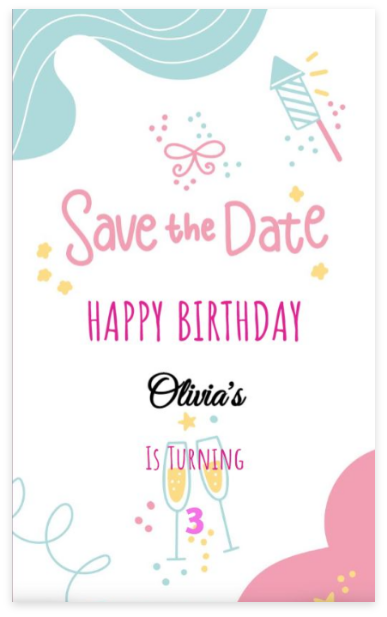 Save the Date
HAPPY BIRTHDAY
Olivia's
Is Turning
3